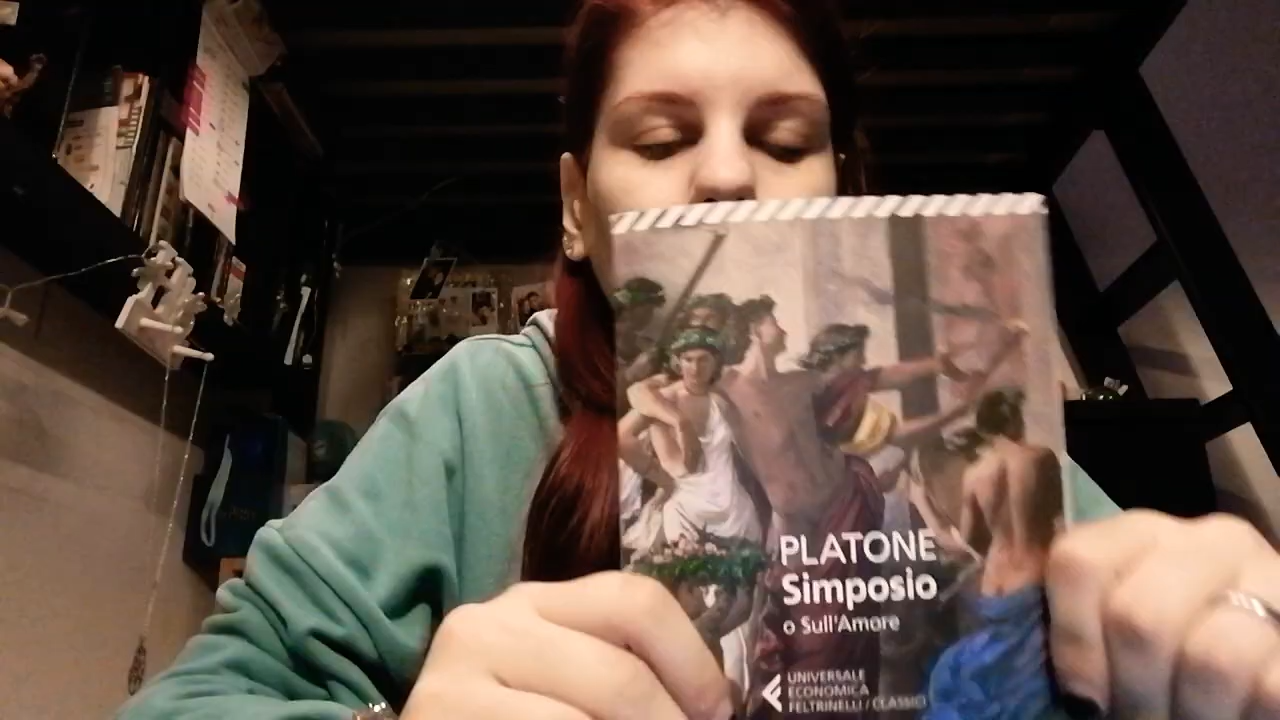 PLATONE
Simposio
o Sull'Amore
UNIVERSALE
ECONOMICA
FELTRINELLI / CLASSICI